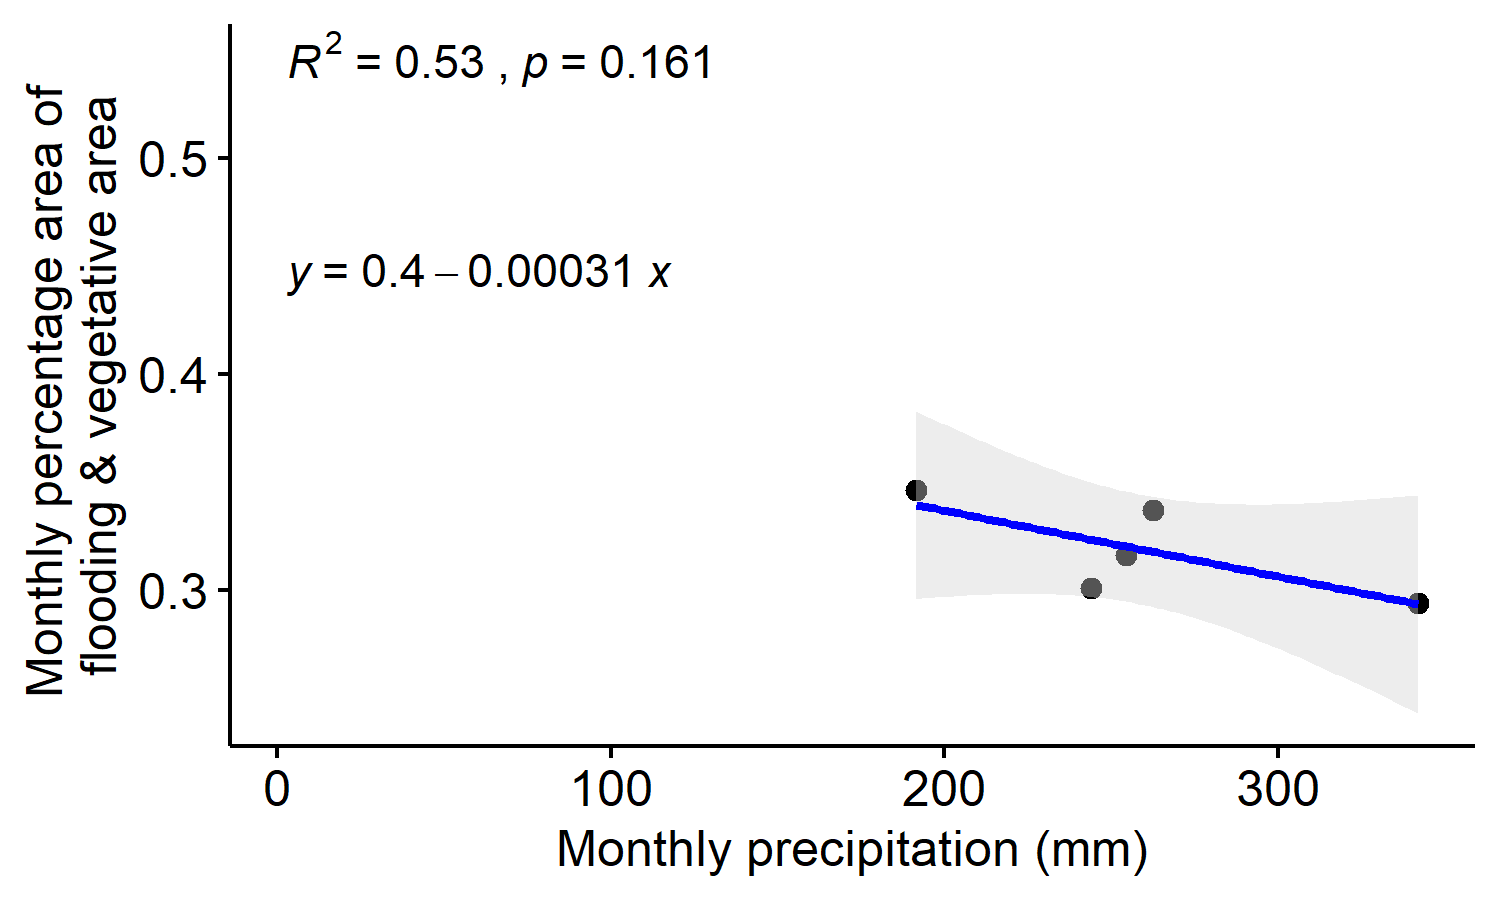 R² = 0.53 , p = 0.161
y = 0.4 – 0.00031 x
Monthly percentage area of
flooding & vegetative area
0.5
0.4
0.3
0
100
200
300
Monthly precipitation (mm)